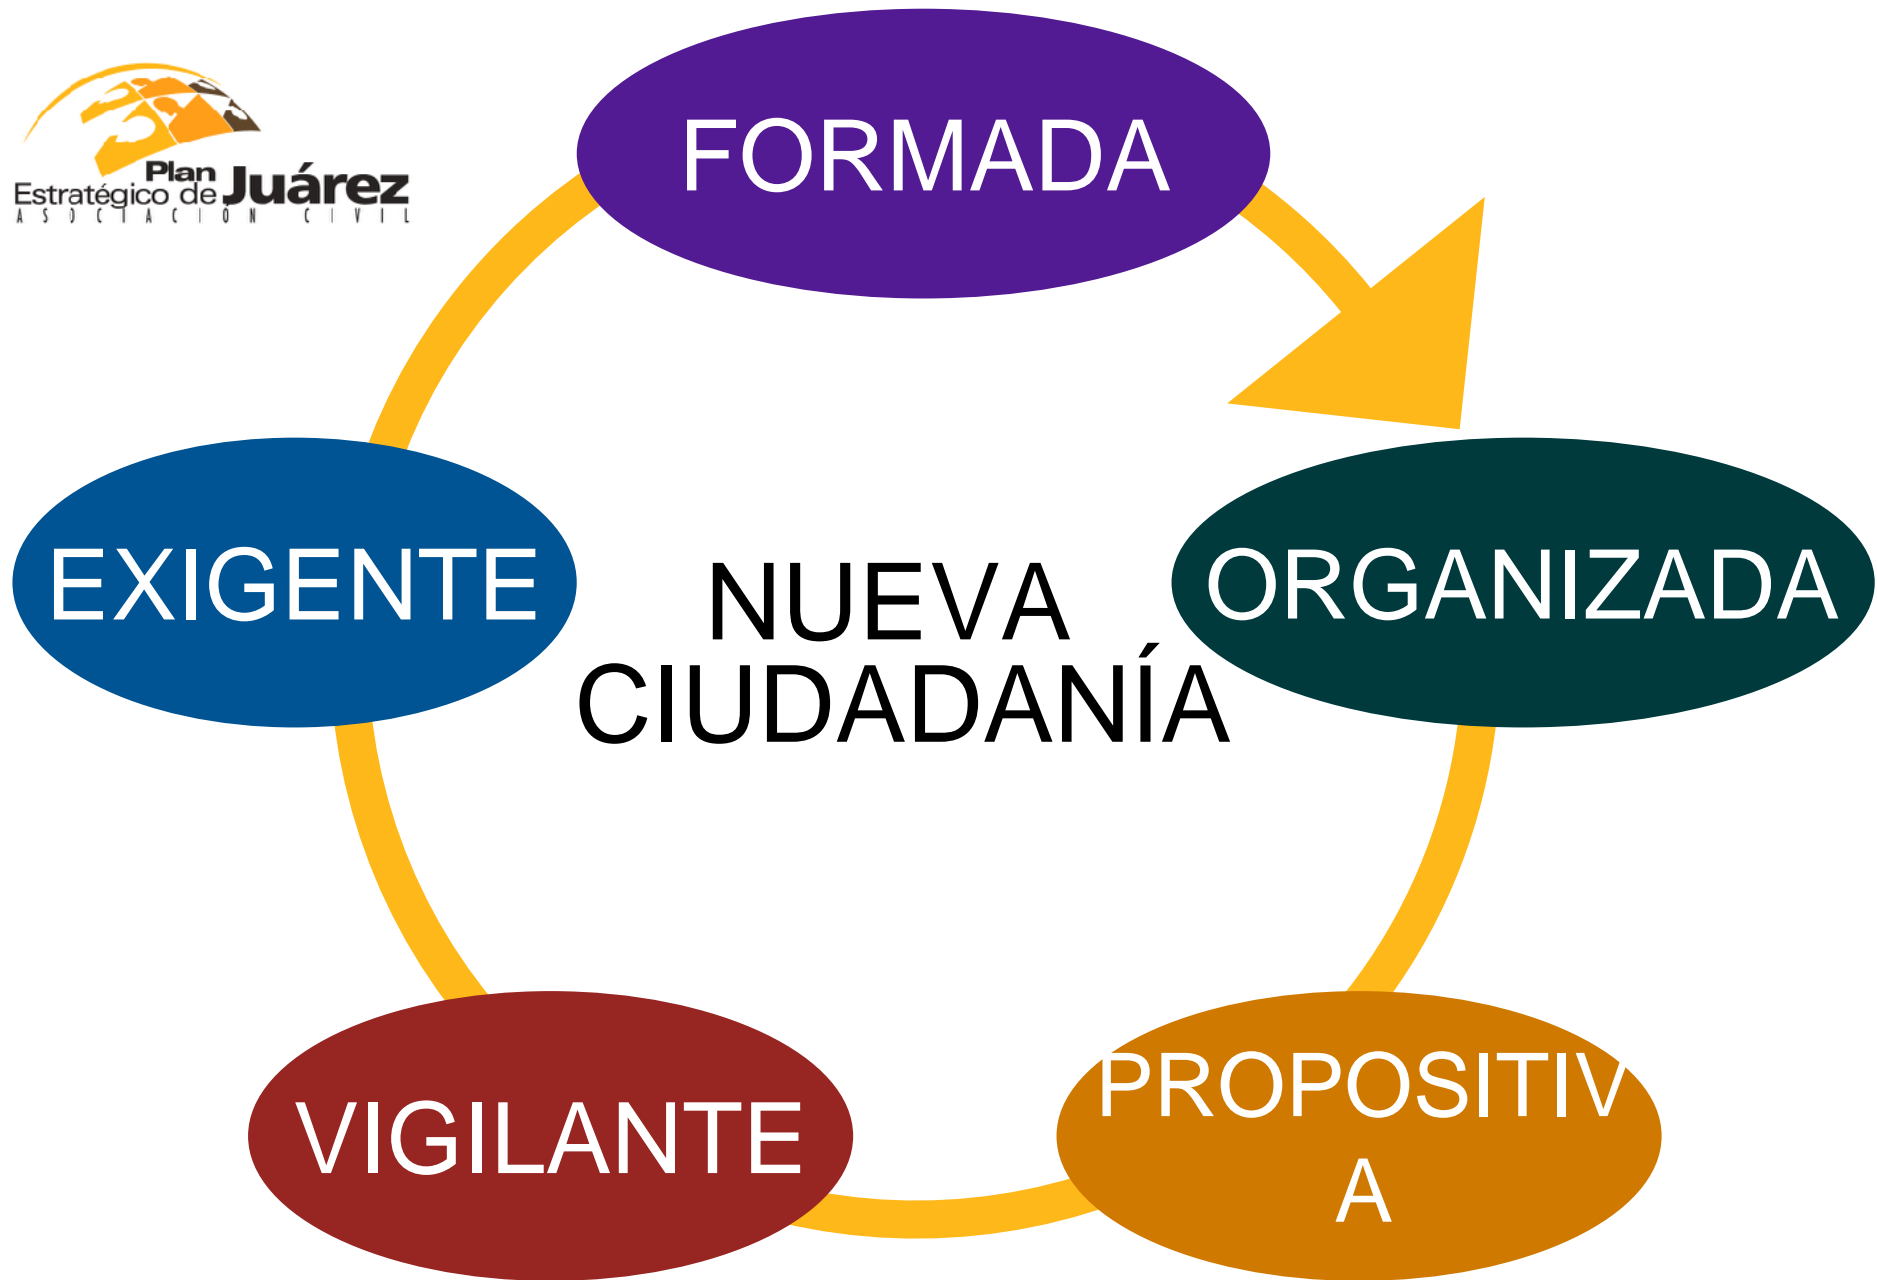 Plan
Estratégico de Juárez
ASOCIACIÓN CIVIL
FORMADA
EXIGENTE
NUEVA
CIUDADANÍA
ORGANIZADA
VIGILANTE
PROPOSITIV
A